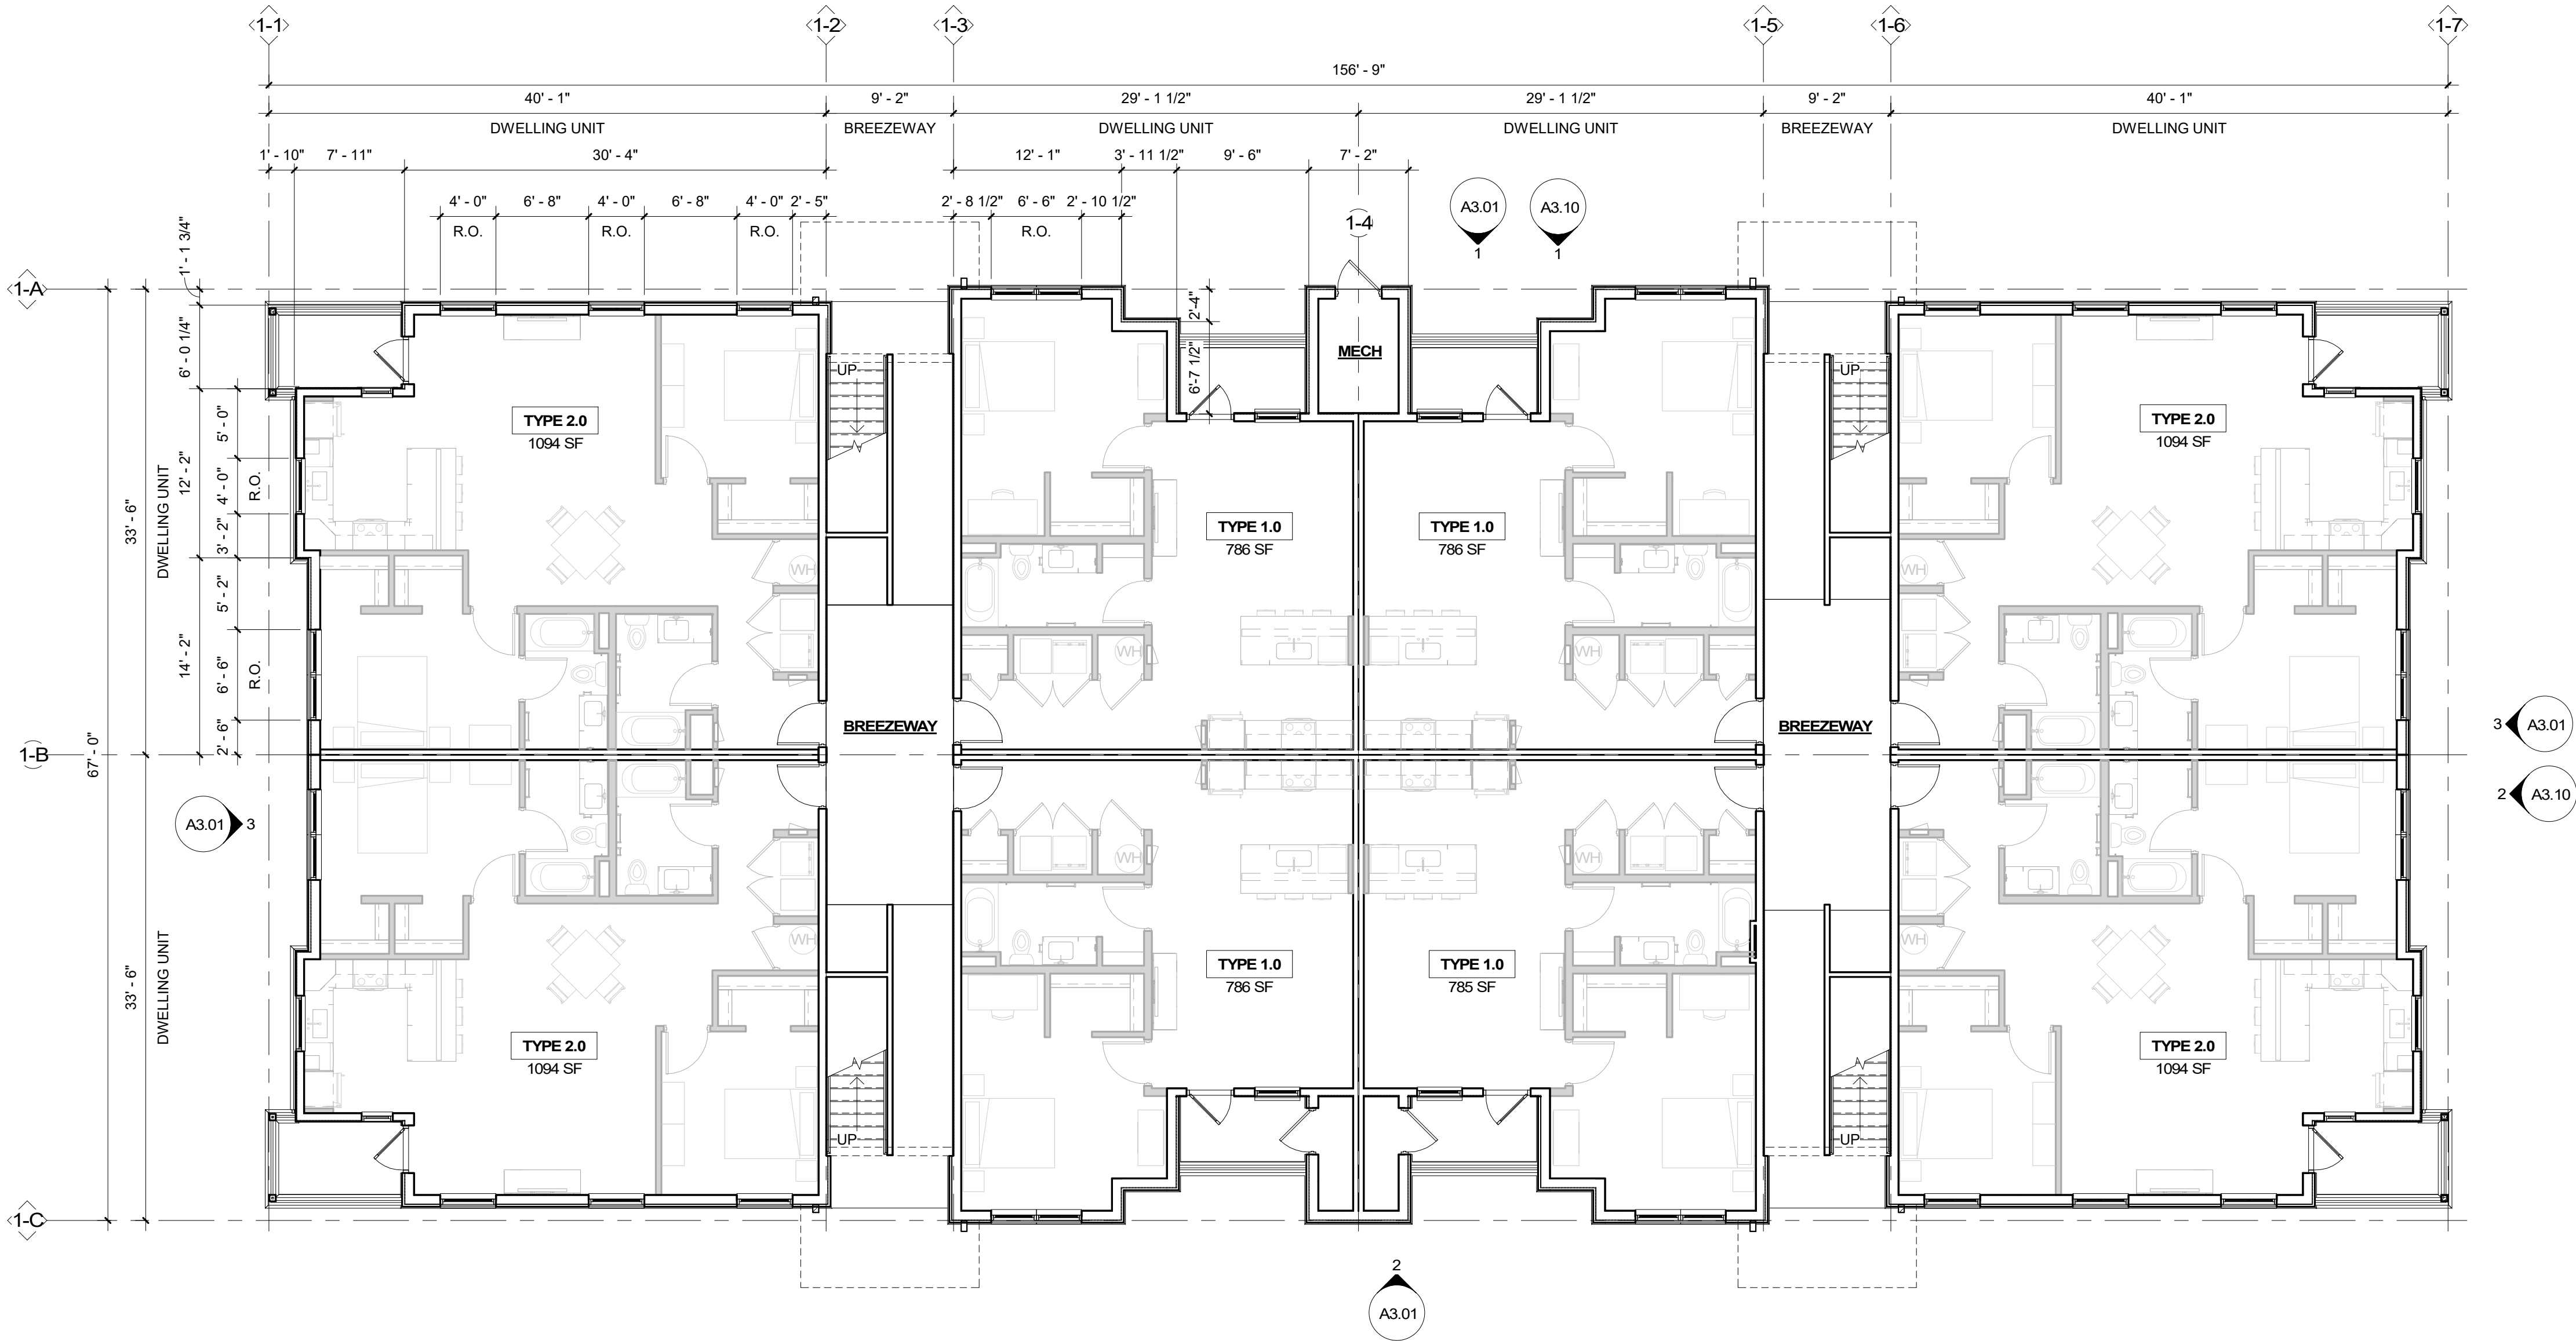 1-1
1-2
1-3
1-5
1-6
1-7
156' - 9"
40' - 1"
9' - 2"
29' - 1 1/2"
29' - 1 1/2"
9' - 2"
40' - 1"
DWELLING UNIT
BREEZEWAY
DWELLING UNIT
DWELLING UNIT
BREEZEWAY
DWELLING UNIT
1' - 10"
7' - 11"
30' - 4"
12' - 1"
3' - 11 1/2"
9' - 6"
7' - 2"
4' - 0"
6' - 8"
4' - 0"
6' - 8"
4' - 0"
2' - 5"
2' - 8 1/2"
6' - 6"
2' - 10 1/2"
R.O.
R.O.
R.O.
R.O.
1-4
A3.01
1
A3.10
1
1-A
1' - 1 3/4"
6' - 0 1/4"
2'-4"
6'-7 1/2"
MECH
UP
UP
TYPE 2.0
1094 SF
TYPE 2.0
1094 SF
5' - 0"
4' - 0"
R.O.
3' - 2"
12' - 2"
DWELLING UNIT
33' - 6"
TYPE 1.0
786 SF
TYPE 1.0
786 SF
WH
WH
5' - 2"
6' - 6"
R.O.
2' - 6"
14' - 2"
WH
WH
BREEZEWAY
BREEZEWAY
3
A3.01
1-B
67' - 0"
2
A3.10
A3.01
3
WH
WH
33' - 6"
DWELLING UNIT
WH
WH
TYPE 1.0
786 SF
TYPE 1.0
785 SF
TYPE 2.0
1094 SF
TYPE 2.0
1094 SF
UP
UP
1-C
2
A3.01